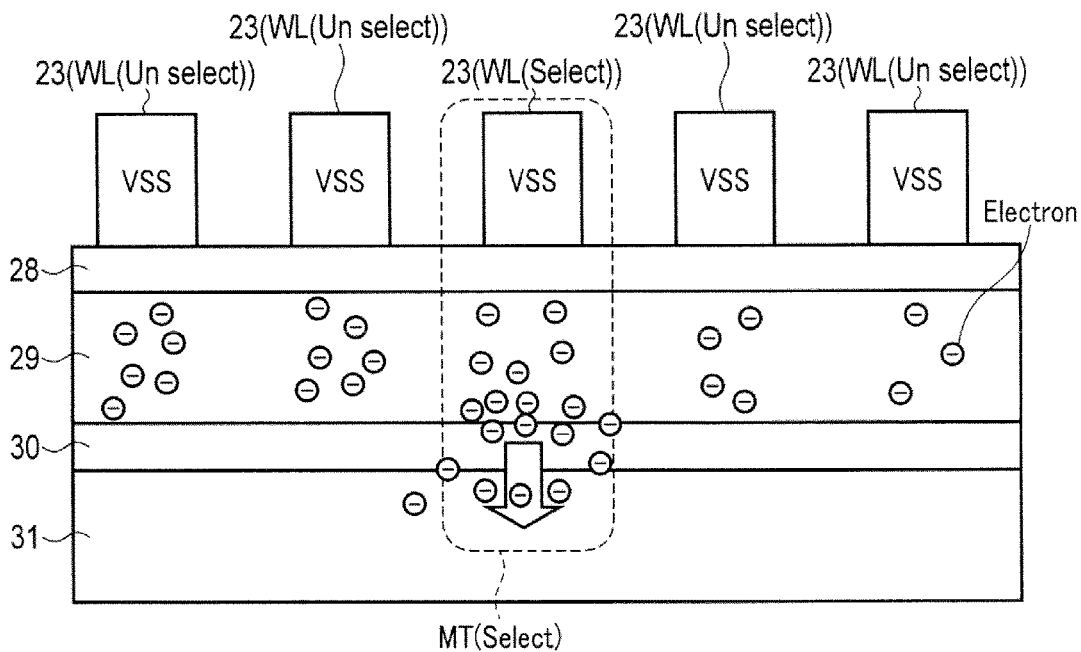 23(WL(Un select))
23(WL(Un select))
23(WL(Select))
23(WL(Un select))
23(WL(Un select))
VSS
VSS
VSS
VSS
VSS
Electron
28
29
30
31
MT(Select)